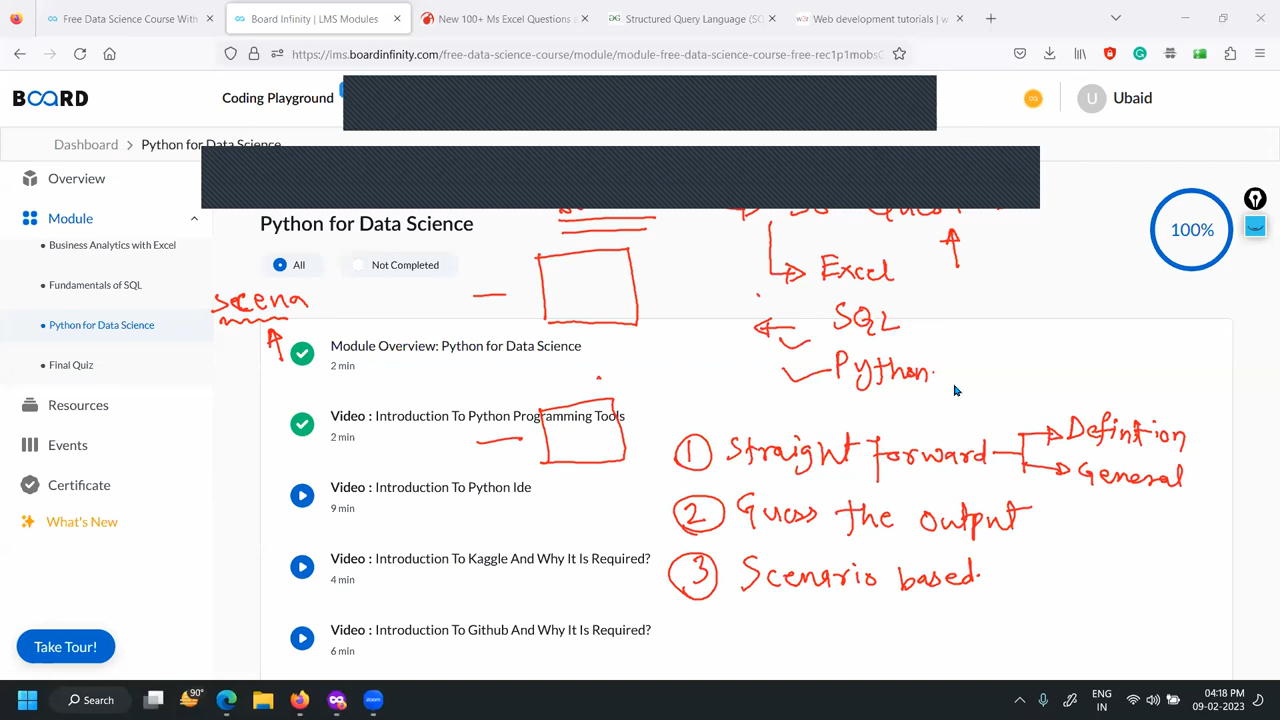 Free Data Science Course With
Board Infinity | LMS Modules
New 100+ Ms Excel Questions &
Structured Query Language (SQ
Web development tutorials | w
https://lms.boardinfinity.com/free-data-science-course/module/module-free-data-science-course-free-rec1p1mobs
BOARD
Coding Playground
U
Ubaid
Dashboard > Python for Data Science
Overview
Module
Business Analytics with Excel
Fundamentals of SQL
Python for Data Science
Final Quiz
Resources
Events
Certificate
What's New
Take Tour!
Python for Data Science
100%
All
Not Completed
Scena
Excel
SQL
Python
Module Overview: Python for Data Science
2 min
Video : Introduction To Python Programming Tools
2 min
Video : Introduction To Python Ide
9 min
Video : Introduction To Kaggle And Why It Is Required?
4 min
Video : Introduction To Github And Why It Is Required?
6 min
1 Straight forward
Defintion
General
2 Guess the output
3 Scenario based
Search
90°
ENG
IN
04:18 PM
09-02-2023